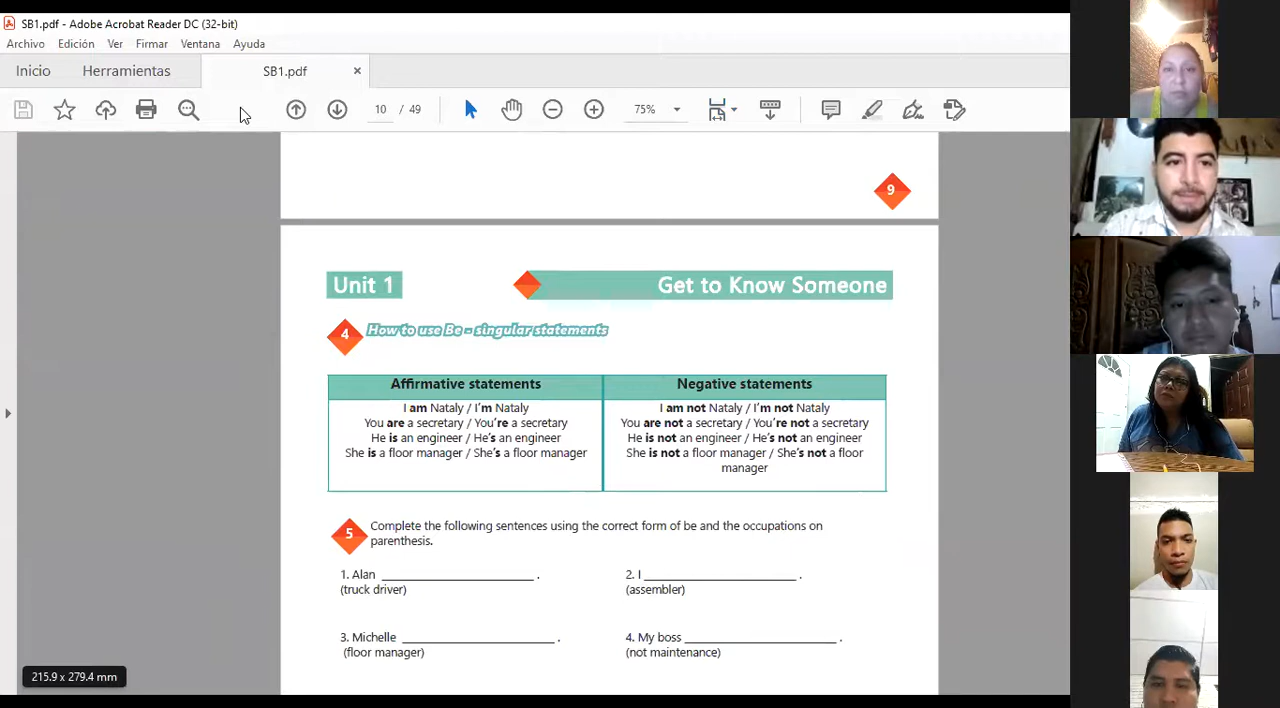 SB1.pdf - Adobe Acrobat Reader DC (32-bit)
Archivo Edición Ver Firmar Ventana Ayuda
Inicio Herramientas SB1.pdf ×
10 / 49 75%
9
Unit 1 Get to Know Someone
4 How to use Be - singular statements
Affirmative statements Negative statements
I am Nataly / I'm Nataly I am not Nataly / I'm not Nataly
You are a secretary / You're a secretary You are not a secretary / You're not a secretary
He is an engineer / He's an engineer He is not an engineer / He's not an engineer
She is a floor manager / She's a floor manager She is not a floor manager / She's not a floor
manager
5 Complete the following sentences using the correct form of be and the occupations on
parenthesis.
1. Alan ______________________ . 2. I ______________________ .
(truck driver) (assembler)
3. Michelle ______________________ . 4. My boss ______________________ .
(floor manager) (not maintenance)
215.9 x 279.4 mm